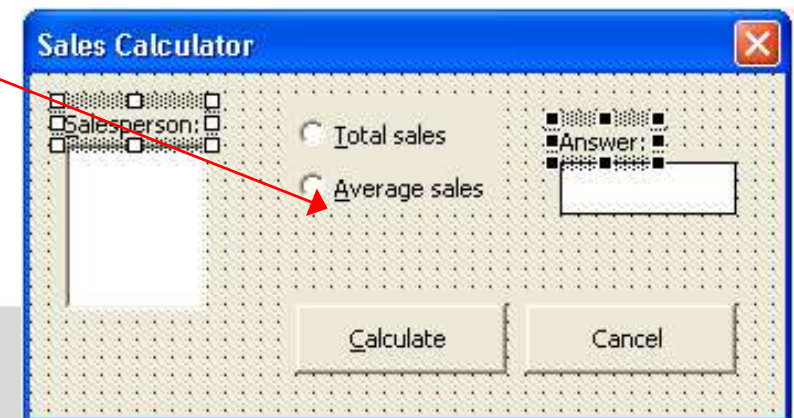 Sales Calculator
Salesperson:
Total sales
Answer:
Average sales
Calculate
Cancel